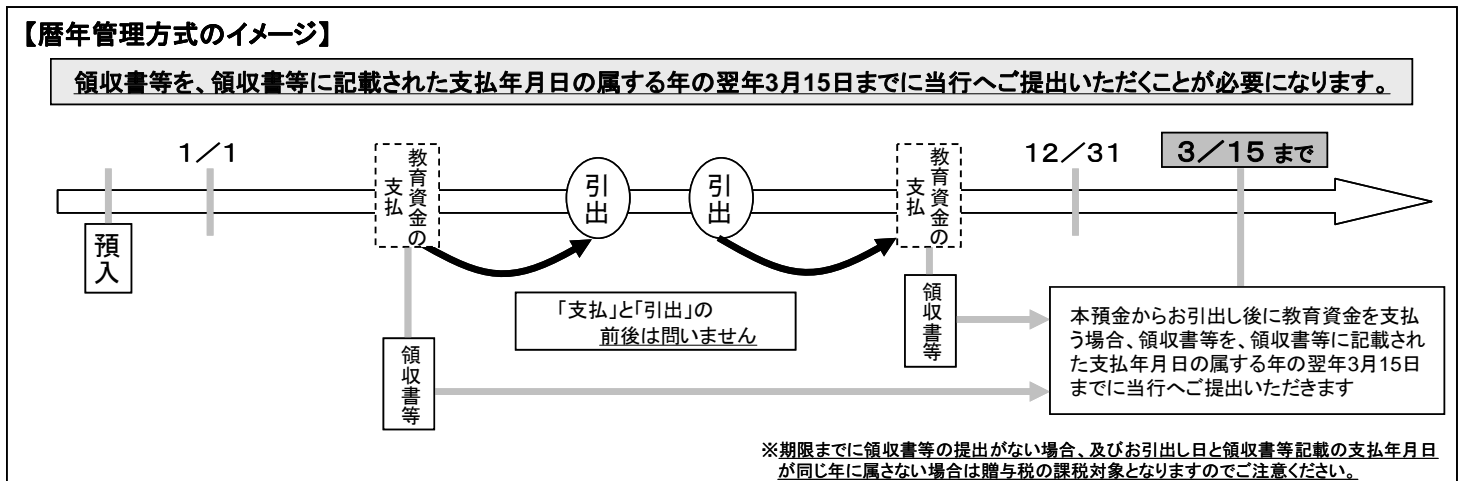 【暦年管理方式のイメージ】
領収書等を、領収書等に記載された支払年月日の属する年の翌年3月15日までに当行へご提出いただくことが必要になります。
1/1
教育資金の
支払
引出
引出
教育資金の
支払
12/31
3/15 まで
預入
「支払」と「引出」の
前後は問いません
領収書等
領収書等
本預金からお引出し後に教育資金を支払
う場合、領収書等を、領収書等に記載され
た支払年月日の属する年の翌年3月15日
までに当行へご提出いただきます
※期限までに領収書等の提出がない場合、及びお引出し日と領収書等記載の支払年月日
が同じ年に属さない場合は贈与税の課税対象となりますのでご注意ください。